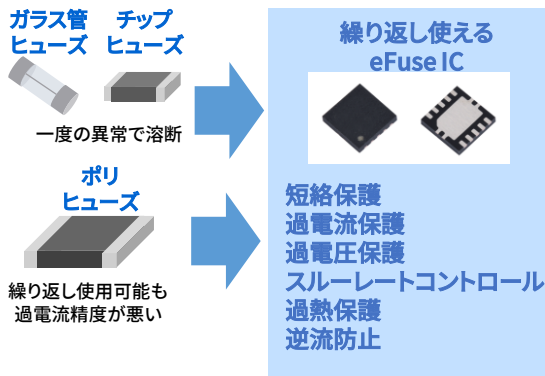 ガラス管
ヒューズ
チップ
ヒューズ
一度の異常で溶断
ポリ
ヒューズ
繰り返し使用可能も
過電流精度が悪い
繰り返し使える
eFuse IC
短絡保護
過電流保護
過電圧保護
スルーレートコントロール
過熱保護
逆流防止